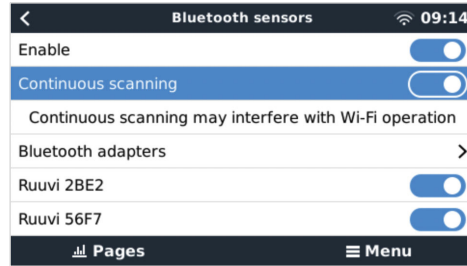 Bluetooth sensors 09:14
Enable
Continuous scanning
Continuous scanning may interfere with Wi-Fi operation
Bluetooth adapters
Ruuvi 2BE2
Ruuvi 56F7
Pages Menu